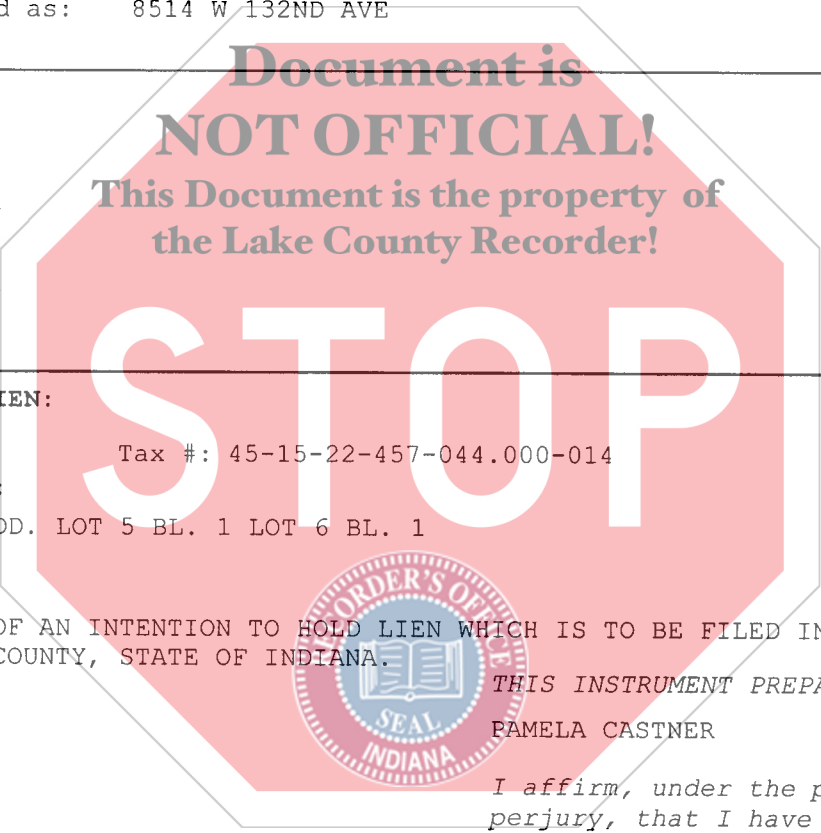 d as: 8514 W 132ND AVE
Document is
NOT OFFICIAL!
This Document is the property of
the Lake County Recorder!
STOP
IEN:
Tax #: 45-15-22-457-044.000-014
:
DD. LOT 5 BL. 1 LOT 6 BL. 1
RECORDER'S OFFICE
OF AN INTENTION TO HOLD LIEN WHICH IS TO BE FILED IN
COUNTY, STATE OF INDIANA.
THIS INSTRUMENT PREPA
SEAL
PAMELA CASTNER
INDIANA
I affirm, under the p
perjury, that I have